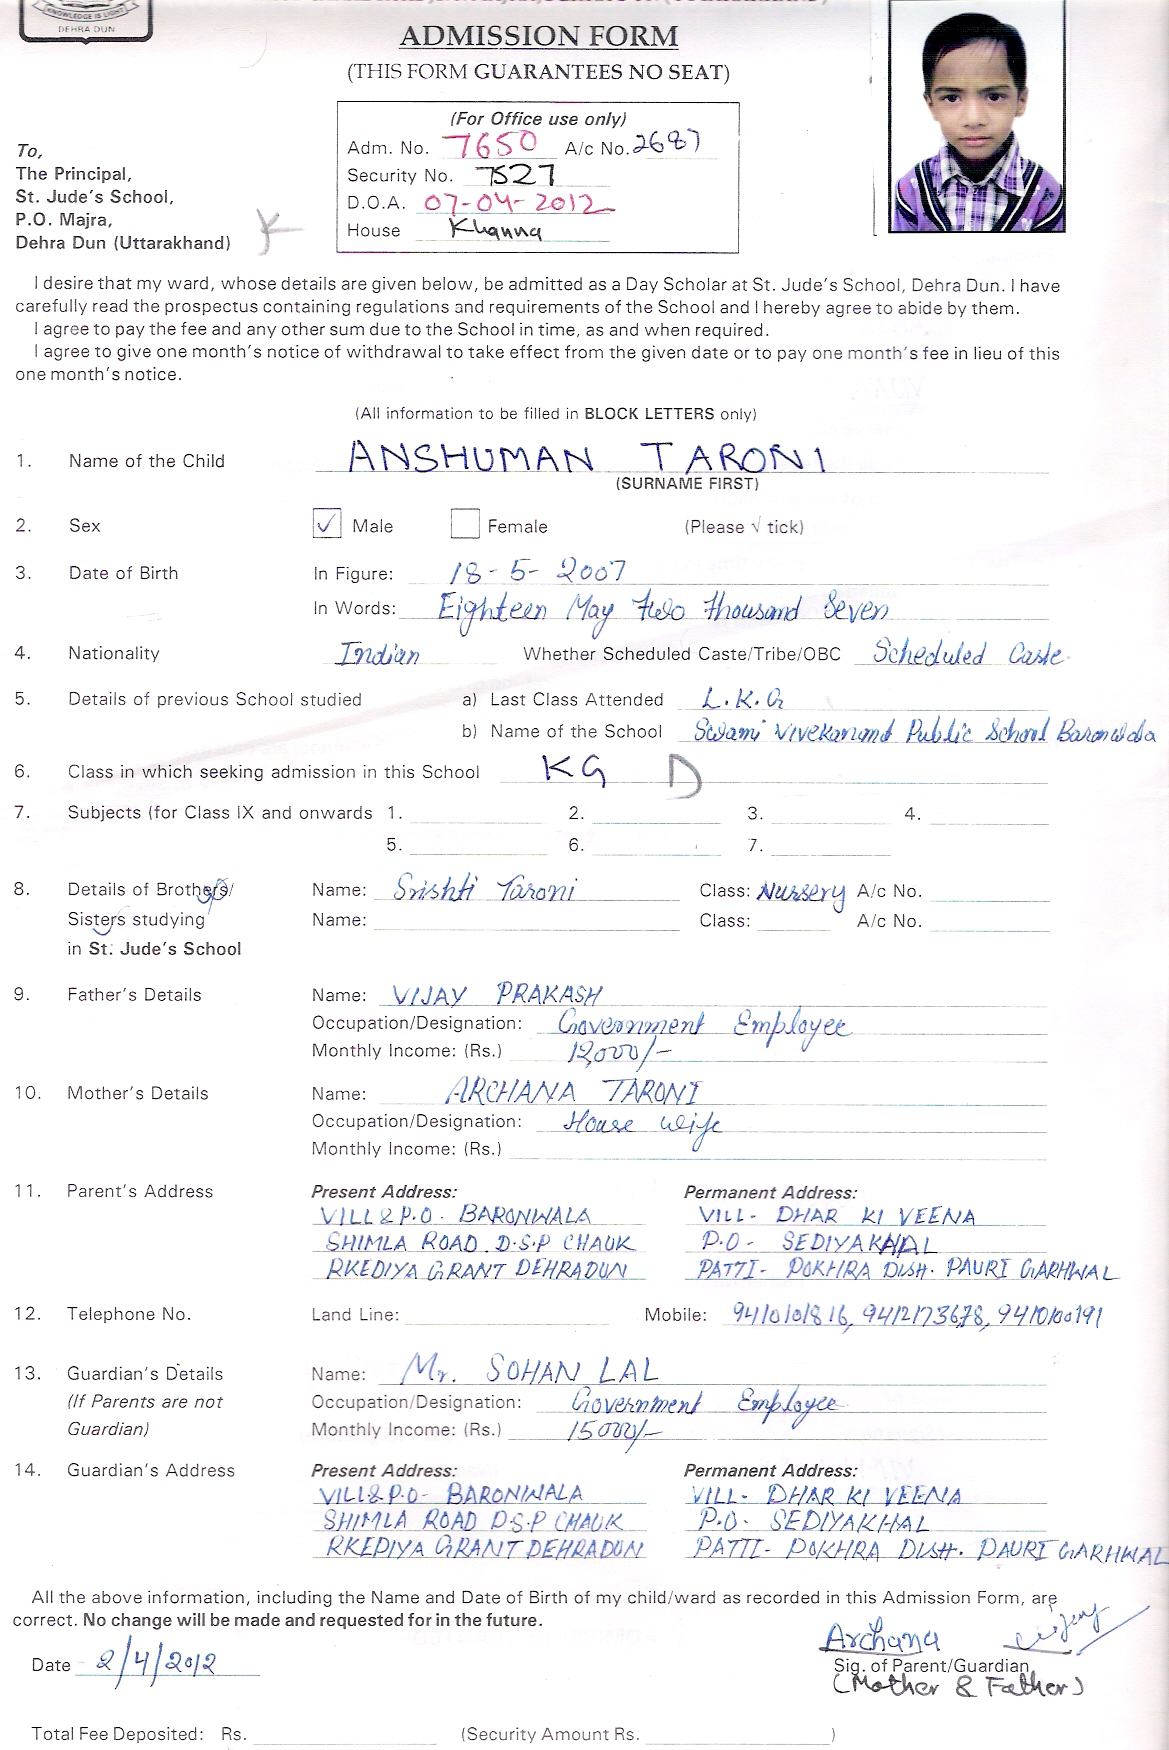 KNOWLEDGE IS LIGHT
DEHRA DUN
ADMISSION FORM
(THIS FORM GUARANTEES NO SEAT)
(For Office use only)
Adm. No. 7650 A/c No. 2687
Security No. 7527
D.O.A. 07-04-2012
House Khanna
To,
The Principal,
St. Jude's School,
P.O. Majra,
Dehra Dun (Uttarakhand)
I desire that my ward, whose details are given below, be admitted as a Day Scholar at St. Jude's School, Dehra Dun. I have
carefully read the prospectus containing regulations and requirements of the School and I hereby agree to abide by them.
I agree to pay the fee and any other sum due to the School in time, as and when required.
I agree to give one month's notice of withdrawal to take effect from the given date or to pay one month's fee in lieu of this
one month's notice.
(All information to be filled in BLOCK LETTERS only)
1. Name of the Child ANSHUMAN TARONI
(SURNAME FIRST)
2. Sex ✓ Male Female (Please √ tick)
3. Date of Birth In Figure: 18-5-2007
In Words: Eighteen May Two Thousand Seven
4. Nationality Indian Whether Scheduled Caste/Tribe/OBC Scheduled Caste
5. Details of previous School studied a) Last Class Attended L.K.G
b) Name of the School Swami Vivekanand Public School Baronwala
6. Class in which seeking admission in this School KG D
7. Subjects (for Class IX and onwards 1. 2. 3. 4.
5. 6. 7.
8. Details of Brothers/ Name: Srishti Taroni Class: Nursery A/c No.
Sisters studying Name: Class: A/c No.
in St. Jude's School
9. Father's Details Name: VIJAY PRAKASH
Occupation/Designation: Government Employee
Monthly Income: (Rs.) 12,000/-
10. Mother's Details Name: ARCHANA TARONI
Occupation/Designation: House Wife
Monthly Income: (Rs.)
11. Parent's Address Present Address: Permanent Address:
VILL & P.O. BARONWALA VILL- DHAR KI VEENA
SHIMLA ROAD D.S.P CHAUK P.O- SEDIYAKHAL
RKEDIYA GRANT DEHRADUN PATTI- POKHRA Distt. PAURI GARHWAL
12. Telephone No. Land Line: Mobile: 9410101816, 9412173678, 9410100191
13. Guardian's Details Name: Mr. SOHAN LAL
(If Parents are not Occupation/Designation: Government Employee
Guardian) Monthly Income: (Rs.) 15000/-
14. Guardian's Address Present Address: Permanent Address:
VILL & P.O- BARONWALA VILL- DHAR KI VEENA
SHIMLA ROAD D.S.P CHAUK P.O- SEDIYAKHAL
RKEDIYA GRANT DEHRADUN PATTI- POKHRA Distt. PAURI GARHWAL
All the above information, including the Name and Date of Birth of my child/ward as recorded in this Admission Form, are
correct. No change will be made and requested for in the future.
Archana
Date 2/4/2012 Sig. of Parent/Guardian
(Mother & Father)
Total Fee Deposited: Rs. (Security Amount Rs. )